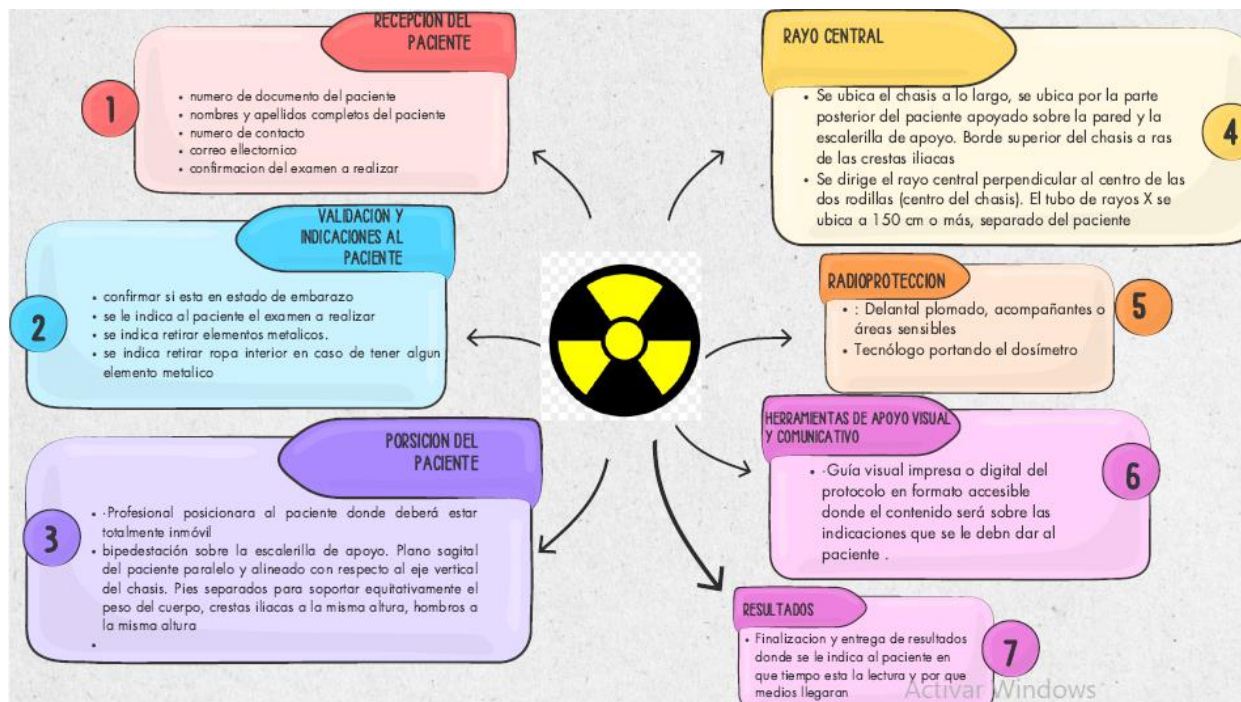 RECEPCION DEL
PACIENTE
1
• numero de documento del paciente
• nombres y apellidos completos del paciente
• numero de contacto
• correo ellectornico
• confirmacion del examen a realizar
VALIDACION Y
INDICACIONES AL
PACIENTE
2
• confirmar si esta en estado de embarazo
• se le indica al paciente el examen a realizar
• se indica retirar elementos metalicos.
• se indica retirar ropa interior en caso de tener algun
elemento metalico
PORSICION DEL
PACIENTE
3
• ·Profesional posicionara al paciente donde deberá estar
totalmente inmóvil
• bipedestación sobre la escalerilla de apoyo. Plano sagital
del paciente paralelo y alineado con respecto al eje vertical
del chasis. Pies separados para soportar equitativamente el
peso del cuerpo, crestas iliacas a la misma altura, hombros a
la misma altura
•
RAYO CENTRAL
4
• Se ubica el chasis a lo largo, se ubica por la parte
posterior del paciente apoyado sobre la pared y la
escalerilla de apoyo. Borde superior del chasis a ras
de las crestas iliacas
• Se dirige el rayo central perpendicular al centro de las
dos rodillas (centro del chasis). El tubo de rayos X se
ubica a 150 cm o más, separado del paciente
RADIOPROTECCION
5
• : Delantal plomado, acompañantes o
áreas sensibles
• Tecnólogo portando el dosímetro
HERRAMIENTAS DE APOYO VISUAL
Y COMUNICATIVO
6
• ·Guía visual impresa o digital del
protocolo en formato accesible
donde el contenido será sobre las
indicaciones que se le debn dar al
paciente .
RESULTADOS
7
• Finalizacion y entrega de resultados
donde se le indica al paciente en
que tiempo esta la lectura y por que
medios llegaran
Activar Windows